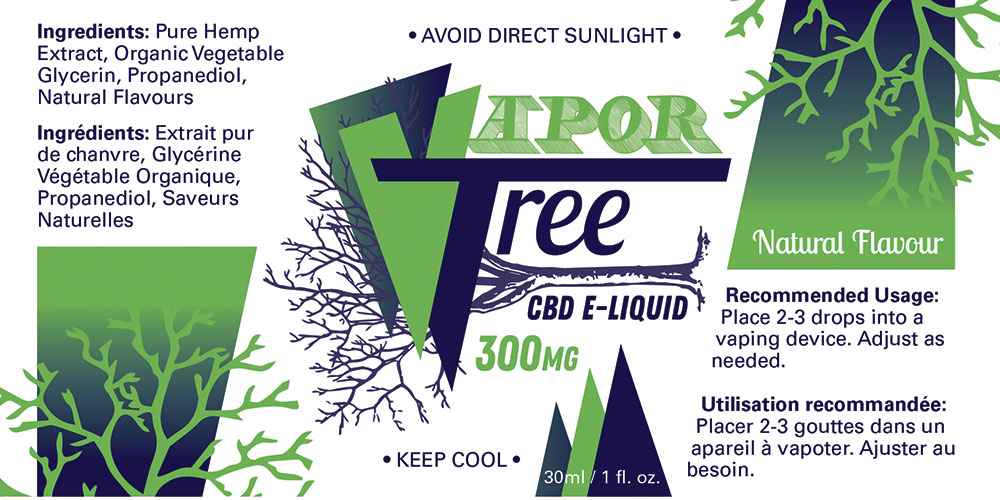 Ingredients: Pure Hemp
Extract, Organic Vegetable
Glycerin, Propanediol,
Natural Flavours
Ingrédients: Extrait pur
de chanvre, Glycérine
Végétable Organique,
Propanediol, Saveurs
Naturelles
• AVOID DIRECT SUNLIGHT •
VAPOR
Tree
CBD E-LIQUID
300MG
• KEEP COOL •
30ml / 1 fl. oz.
Natural Flavour
Recommended Usage:
Place 2-3 drops into a
vaping device. Adjust as
needed.
Utilisation recommandée:
Placer 2-3 gouttes dans un
apareil à vapoter. Ajuster au
besoin.